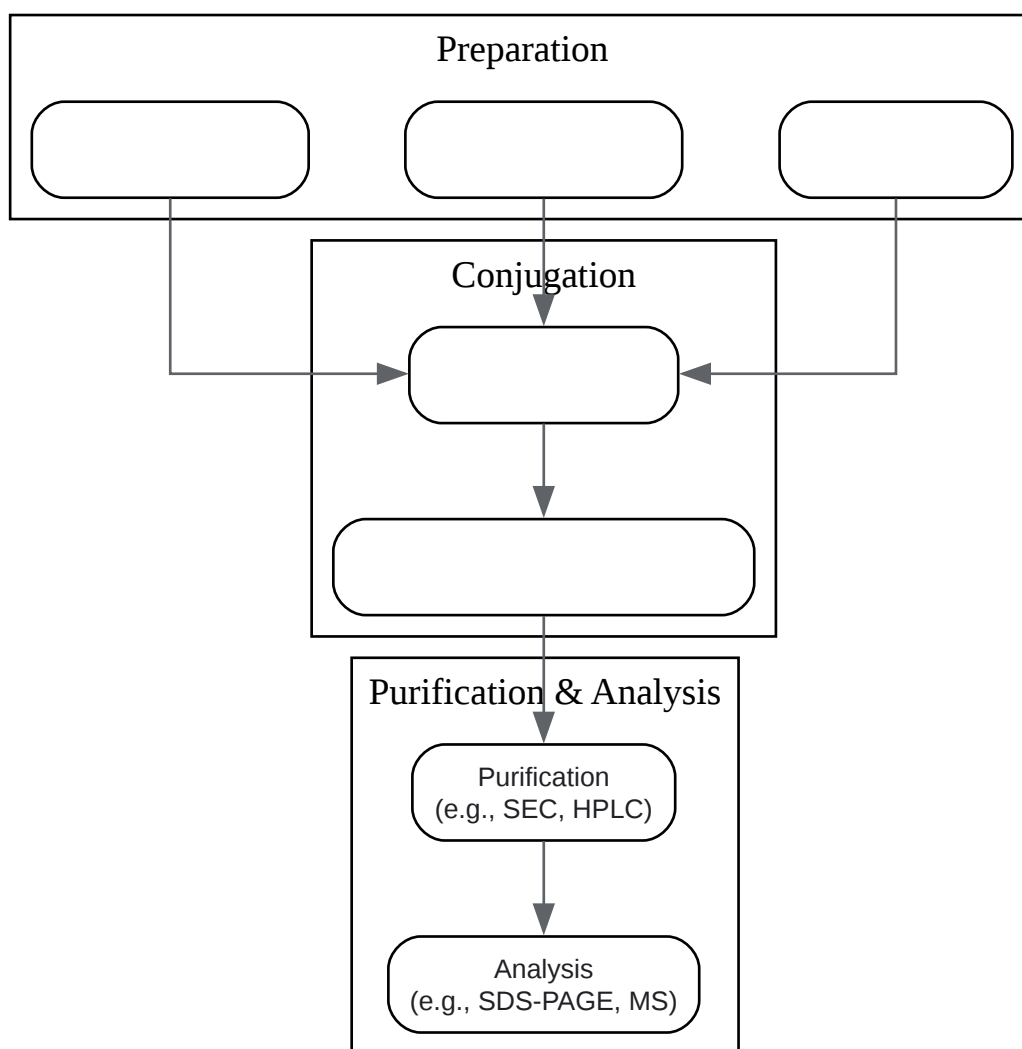 Preparation
Conjugation
Purification & Analysis
Purification
(e.g., SEC, HPLC)
Analysis
(e.g., SDS-PAGE, MS)